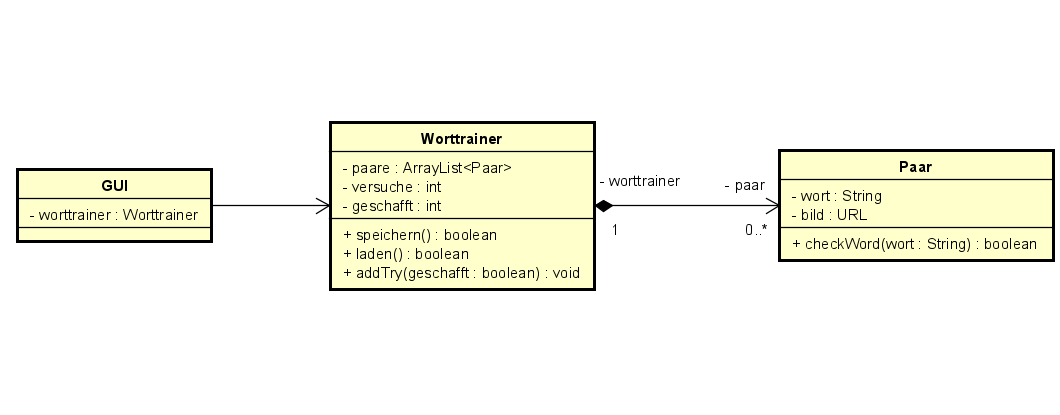 GUI
- worttrainer : Worttrainer
Worttrainer
- paare : ArrayList<Paar>
- versuche : int
- geschafft : int
+ speichern() : boolean
+ laden() : boolean
+ addTry(geschafft : boolean) : void
- worttrainer
1
- paar
0..*
Paar
- wort : String
- bild : URL
+ checkWord(wort : String) : boolean